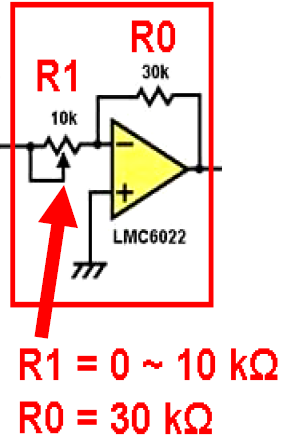 R0
30k
R1
10k
−
+
LMC6022
R1 = 0 ~ 10 kΩ
R0 = 30 kΩ